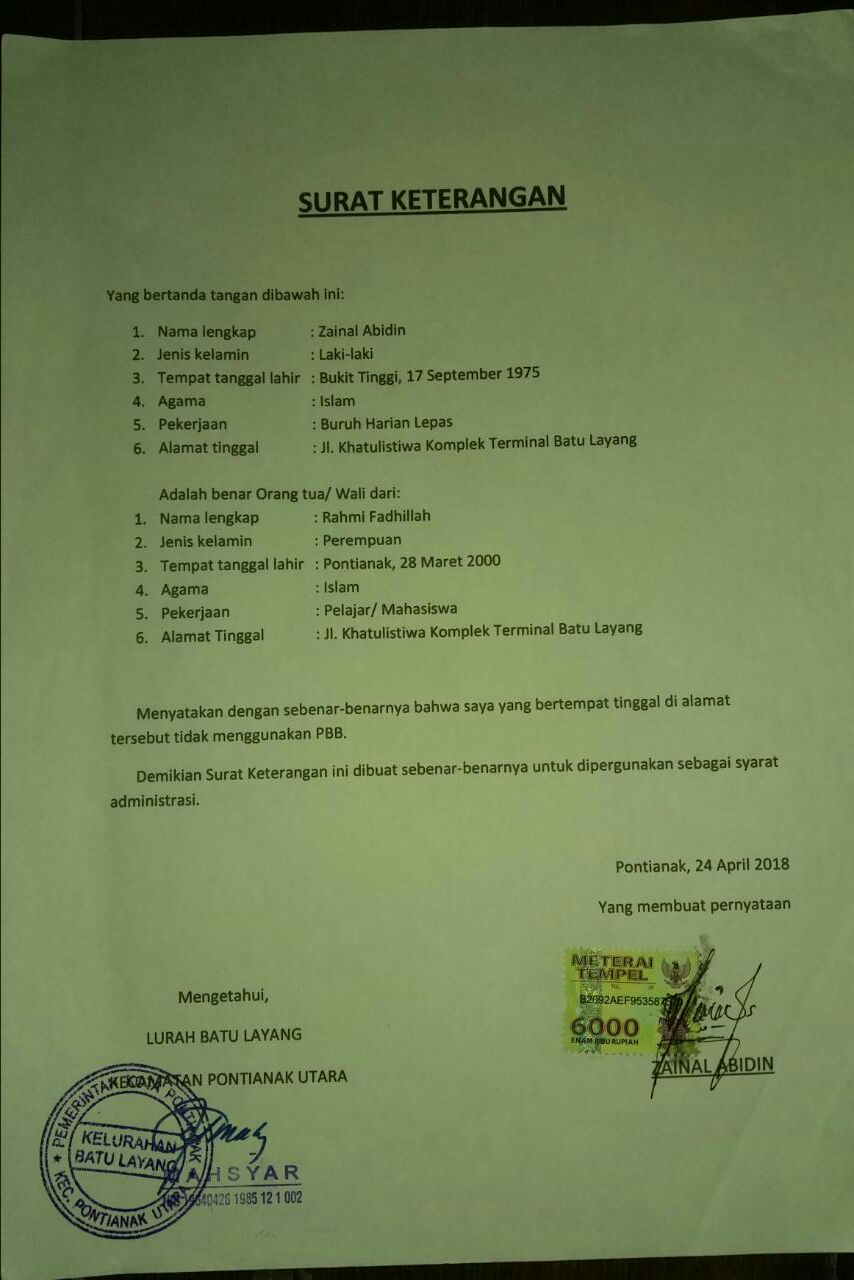 SURAT KETERANGAN
Yang bertanda tangan dibawah ini:
1. Nama lengkap : Zainal Abidin
2. Jenis kelamin : Laki-laki
3. Tempat tanggal lahir : Bukit Tinggi, 17 September 1975
4. Agama : Islam
5. Pekerjaan : Buruh Harian Lepas
6. Alamat tinggal : Jl. Khatulistiwa Komplek Terminal Batu Layang
Adalah benar Orang tua/ Wali dari:
1. Nama lengkap : Rahmi Fadhillah
2. Jenis kelamin : Perempuan
3. Tempat tanggal lahir : Pontianak, 28 Maret 2000
4. Agama : Islam
5. Pekerjaan : Pelajar/ Mahasiswa
6. Alamat Tinggal : Jl. Khatulistiwa Komplek Terminal Batu Layang
Menyatakan dengan sebenar-benarnya bahwa saya yang bertempat tinggal di alamat
tersebut tidak menggunakan PBB.
Demikian Surat Keterangan ini dibuat sebenar-benarnya untuk dipergunakan sebagai syarat
administrasi.
Pontianak, 24 April 2018
Yang membuat pernyataan
METERAI
TEMPEL
6000
ENAM RIBU RUPIAH
ZAINAL ABIDIN
Mengetahui,
LURAH BATU LAYANG
KECAMATAN PONTIANAK UTARA
PEMERINTAH KOTA PONTIANAK
KELURAHAN
BATU LAYANG
KEC. PONTIANAK UTARA
MAHSYAR
19640426 1985 12 1 002